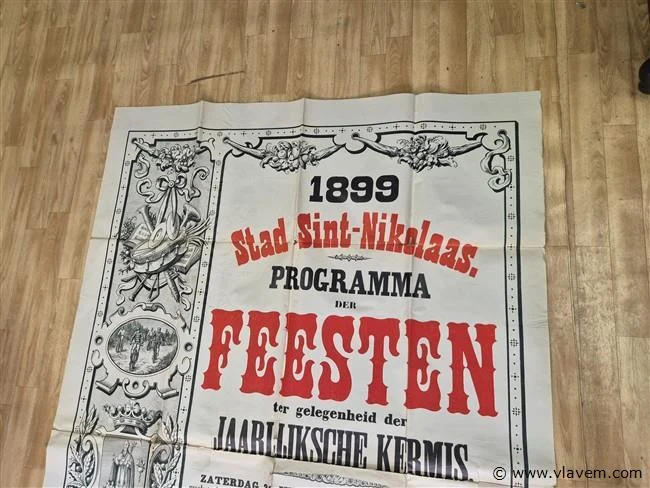 1899
Stad Sint-Nikolaas.
PROGRAMMA
DER
FEESTEN
ter gelegenheid der
JAARLIJKSCHE KERMIS.
ZATERDAG
© www.vlavem.com